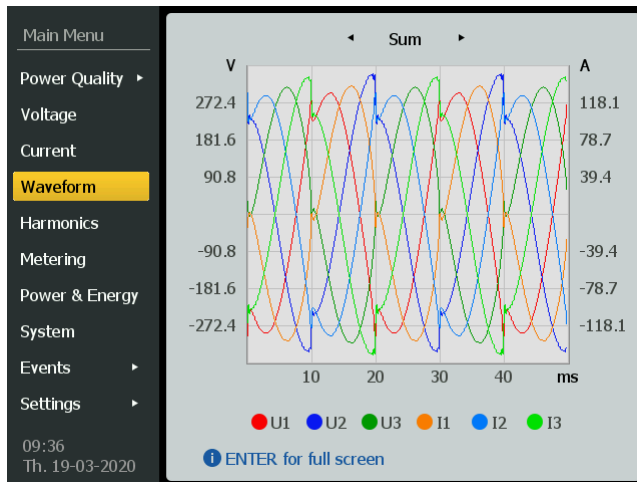 Main Menu
Power Quality ▸
Voltage
Current
Waveform
Harmonics
Metering
Power & Energy
System
Events ▸
Settings ▸
09:36
Th. 19-03-2020
◂ Sum ▸
V A
272.4 118.1
181.6 78.7
90.8 39.4
-90.8 -39.4
-181.6 -78.7
-272.4 -118.1
10 20 30 40 ms
U1 U2 U3 I1 I2 I3
i ENTER for full screen